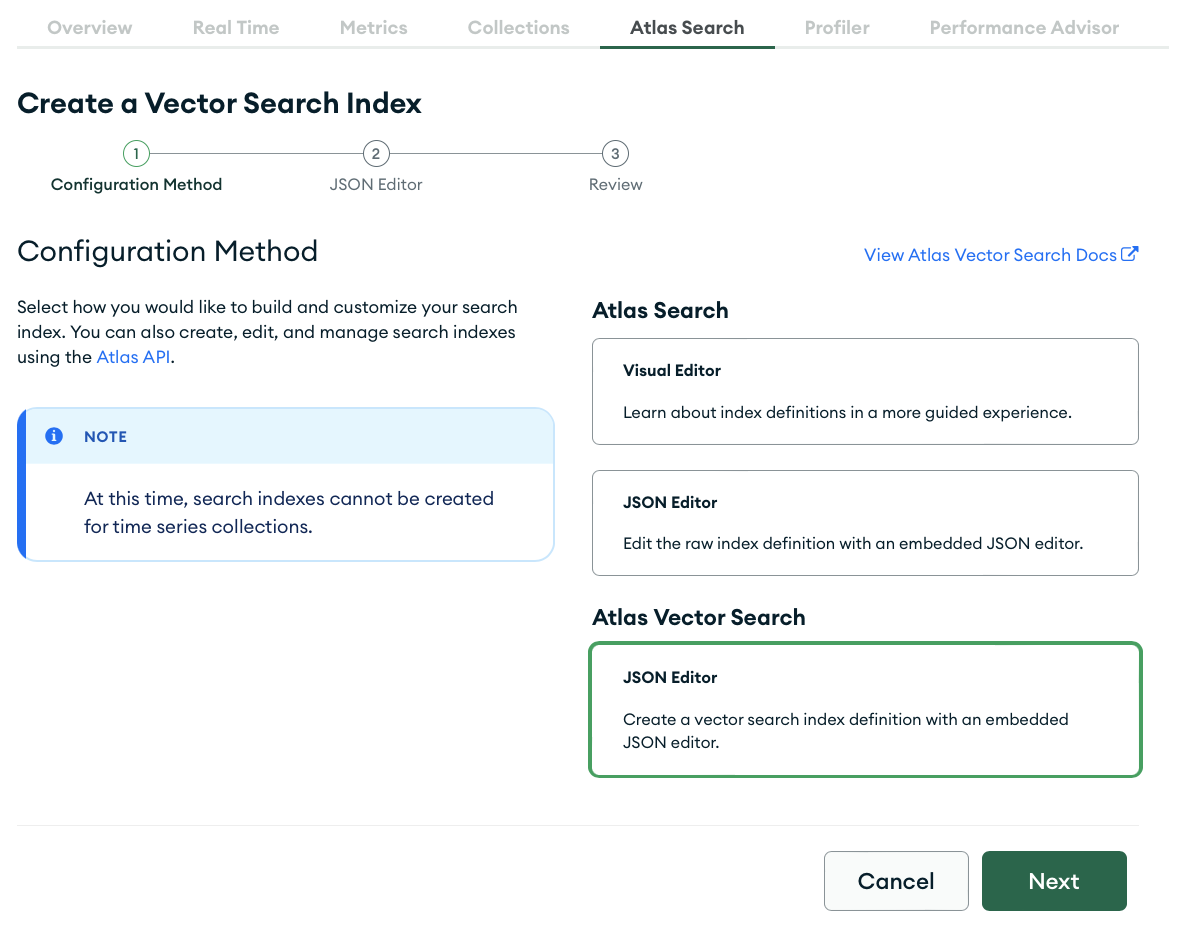 Overview Real Time Metrics Collections Atlas Search Profiler Performance Advisor
Create a Vector Search Index
1 2 3
Configuration Method JSON Editor Review
Configuration Method
View Atlas Vector Search Docs
Select how you would like to build and customize your search
index. You can also create, edit, and manage search indexes
using the Atlas API.
NOTE
At this time, search indexes cannot be created
for time series collections.
Atlas Search
Visual Editor
Learn about index definitions in a more guided experience.
JSON Editor
Edit the raw index definition with an embedded JSON editor.
Atlas Vector Search
JSON Editor
Create a vector search index definition with an embedded
JSON editor.
Cancel Next